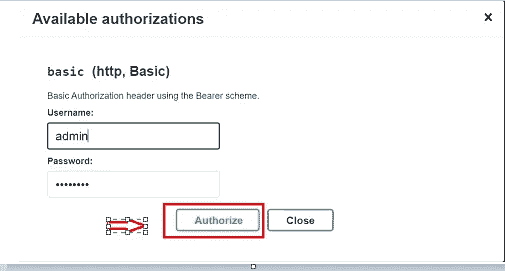 Available authorizations
×
basic (http, Basic)
Basic Authorization header using the Bearer scheme.
Username:
admin
Password:
••••••••
Authorize
Close